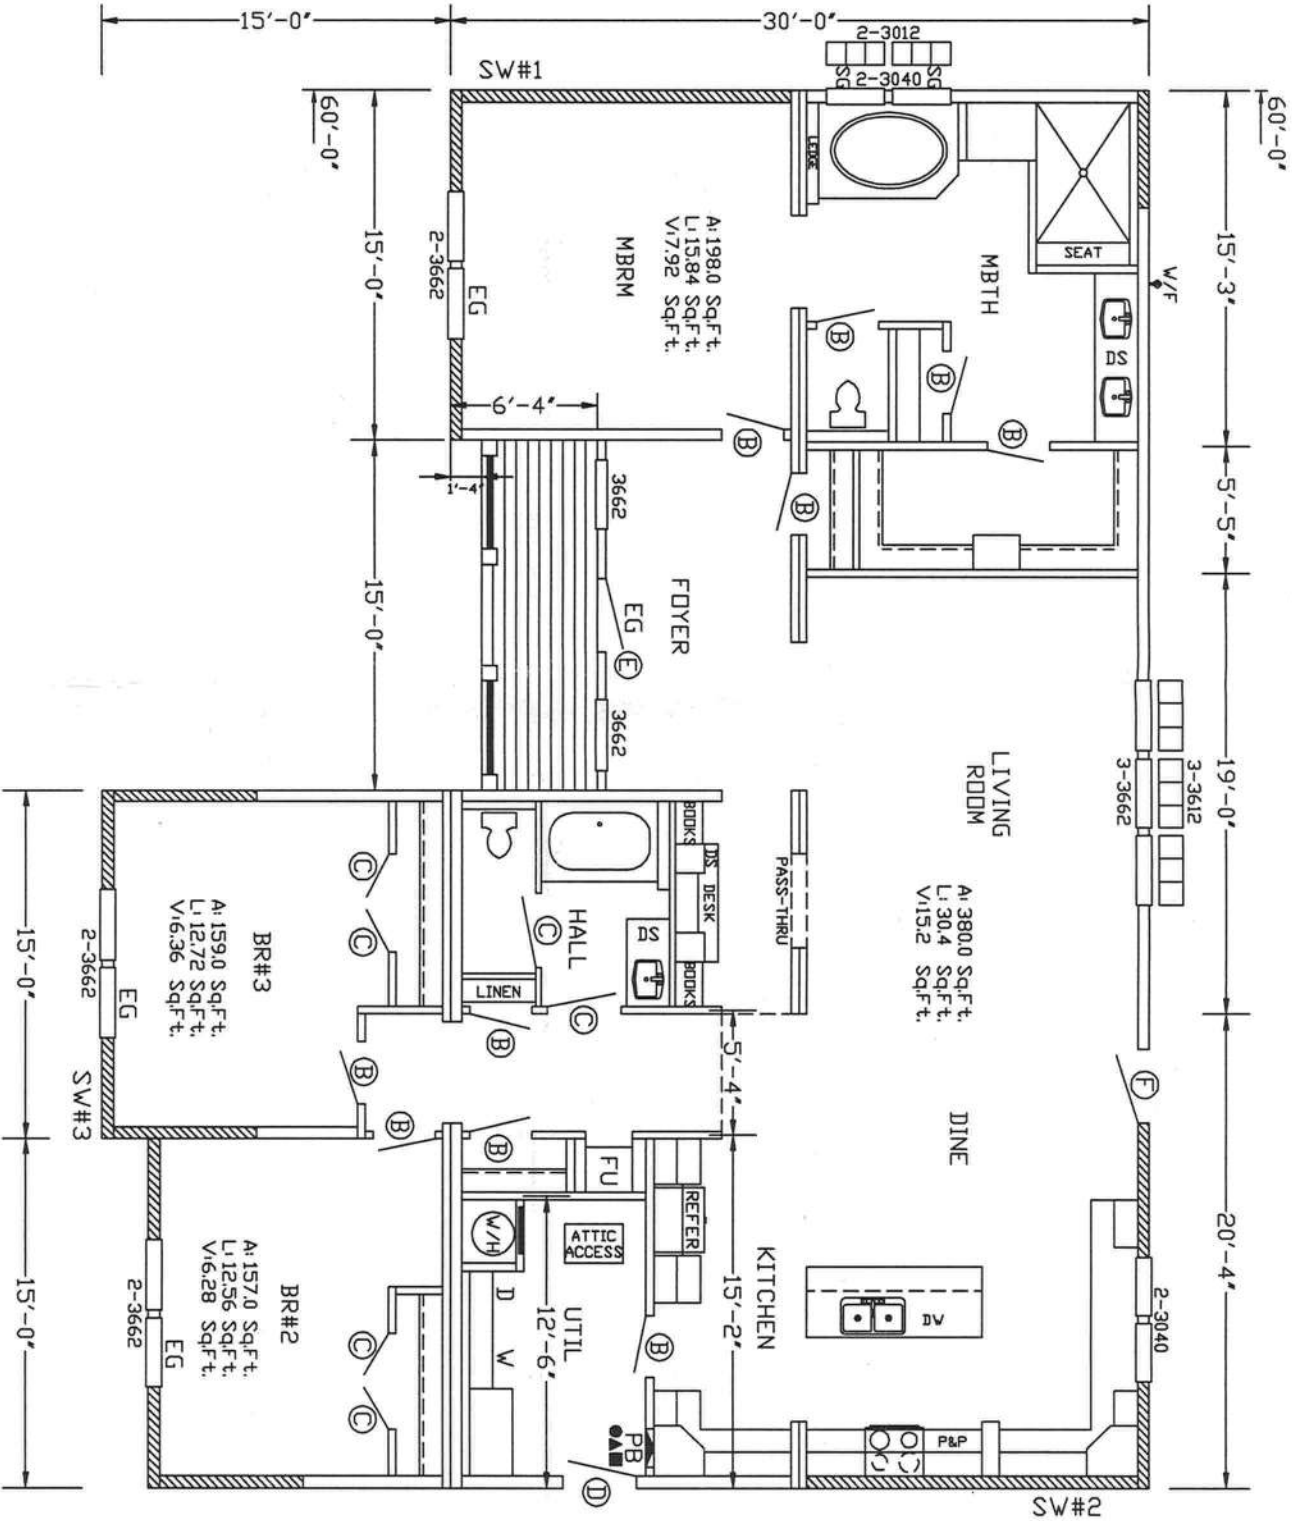 15'-0"
30'-0"
2-3012
SG
2-3040
SG
SW#1
60'-0"
60'-0"
LEDGE
15'-0"
2-3662
EG
MBRM
A: 198.0 Sq.Ft.
L: 15.84 Sq.Ft.
V: 7.92 Sq.Ft.
MBTH
SEAT
DS
W/F
15'-3"
B
B
B
B
B
6'-4"
1'-4"
5'-5"
15'-0"
3662
EG
E
3662
FOYER
LIVING
ROOM
A: 380.0 Sq.Ft.
L: 30.4 Sq.Ft.
V: 15.2 Sq.Ft.
3-3662
3-3612
19'-0"
PASS-THRU
BOOKS
DS
DESK
BOOKS
HALL
C
DS
LINEN
C
B
15'-0"
2-3662
EG
BR#3
A: 159.0 Sq.Ft.
L: 12.72 Sq.Ft.
V: 6.36 Sq.Ft.
C
C
B
SW#3
B
B
5'-4"
DINE
F
20'-4"
FU
REFER
KITCHEN
15'-2"
DW
2-3040
P&P
W/H
ATTIC
ACCESS
D
W
UTIL
12'-6"
B
PB
D
15'-0"
2-3662
EG
BR#2
A: 157.0 Sq.Ft.
L: 12.56 Sq.Ft.
V: 6.28 Sq.Ft.
C
C
SW#2